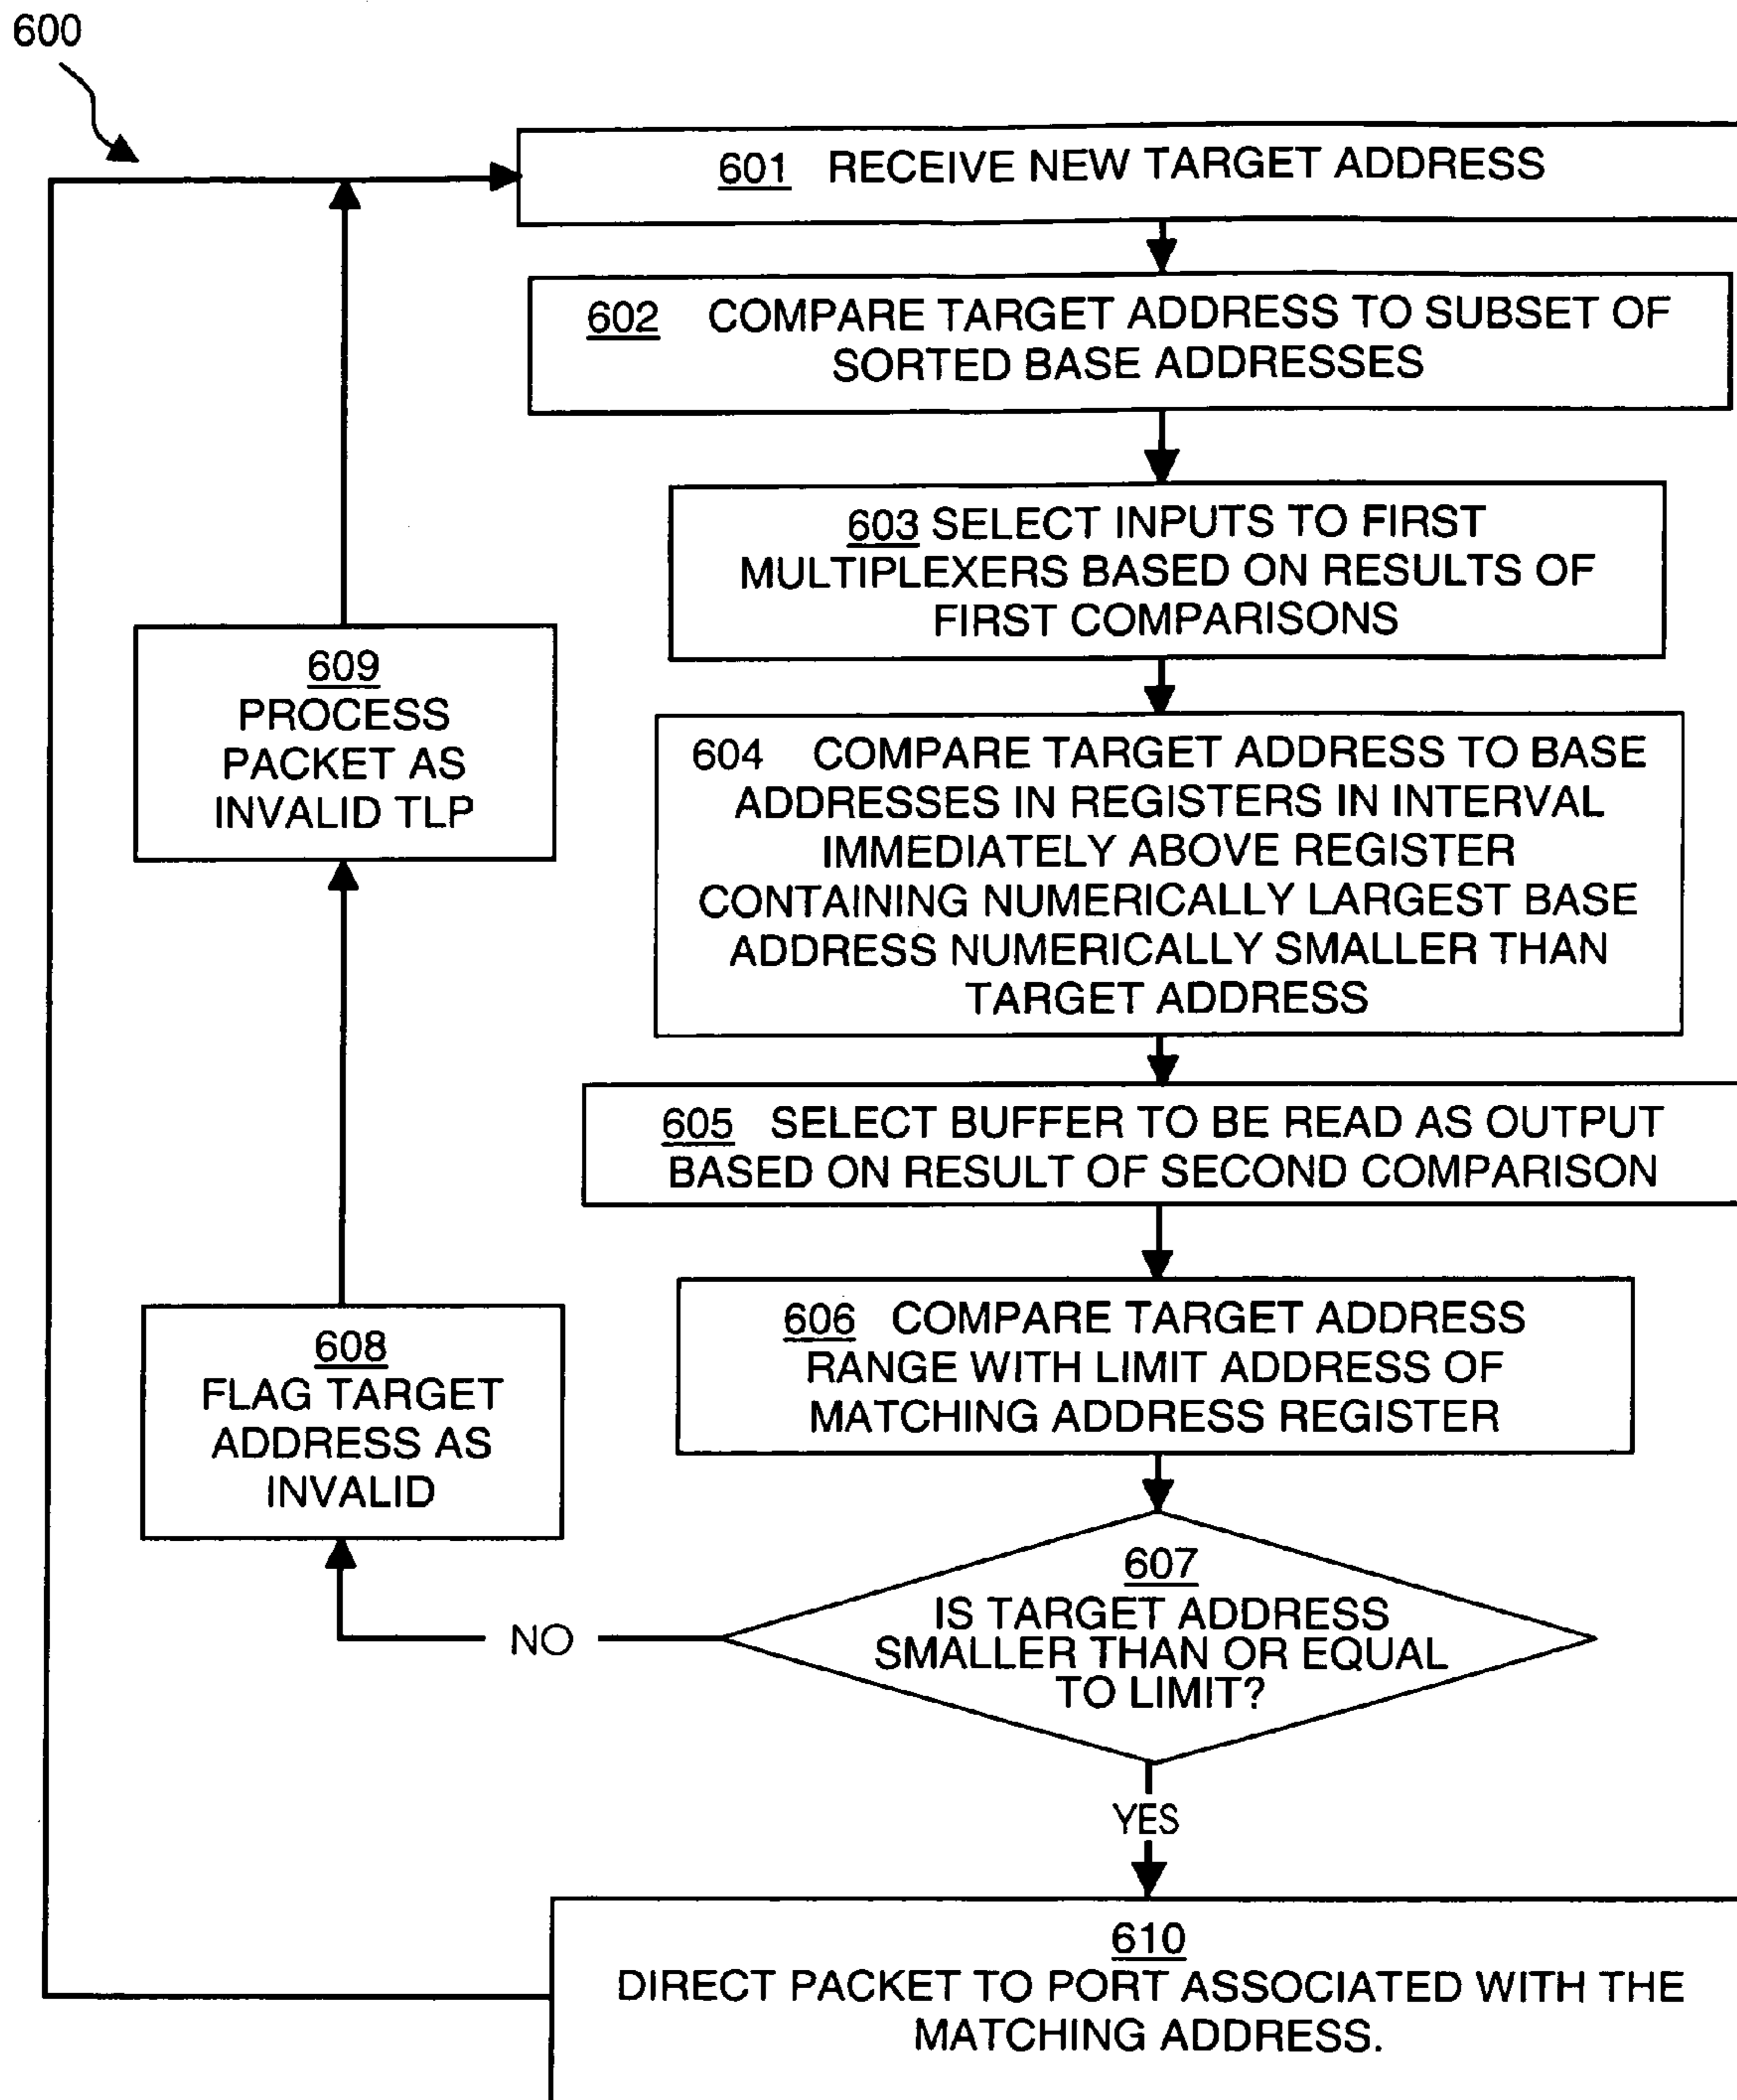 600
601 RECEIVE NEW TARGET ADDRESS
602 COMPARE TARGET ADDRESS TO SUBSET OF
SORTED BASE ADDRESSES
603 SELECT INPUTS TO FIRST
MULTIPLEXERS BASED ON RESULTS OF
FIRST COMPARISONS
604 COMPARE TARGET ADDRESS TO BASE
ADDRESSES IN REGISTERS IN INTERVAL
IMMEDIATELY ABOVE REGISTER
CONTAINING NUMERICALLY LARGEST BASE
ADDRESS NUMERICALLY SMALLER THAN
TARGET ADDRESS
605 SELECT BUFFER TO BE READ AS OUTPUT
BASED ON RESULT OF SECOND COMPARISON
606 COMPARE TARGET ADDRESS
RANGE WITH LIMIT ADDRESS OF
MATCHING ADDRESS REGISTER
607
IS TARGET ADDRESS
SMALLER THAN OR EQUAL
TO LIMIT?
NO
608
FLAG TARGET
ADDRESS AS
INVALID
609
PROCESS
PACKET AS
INVALID TLP
YES
610
DIRECT PACKET TO PORT ASSOCIATED WITH THE
MATCHING ADDRESS.